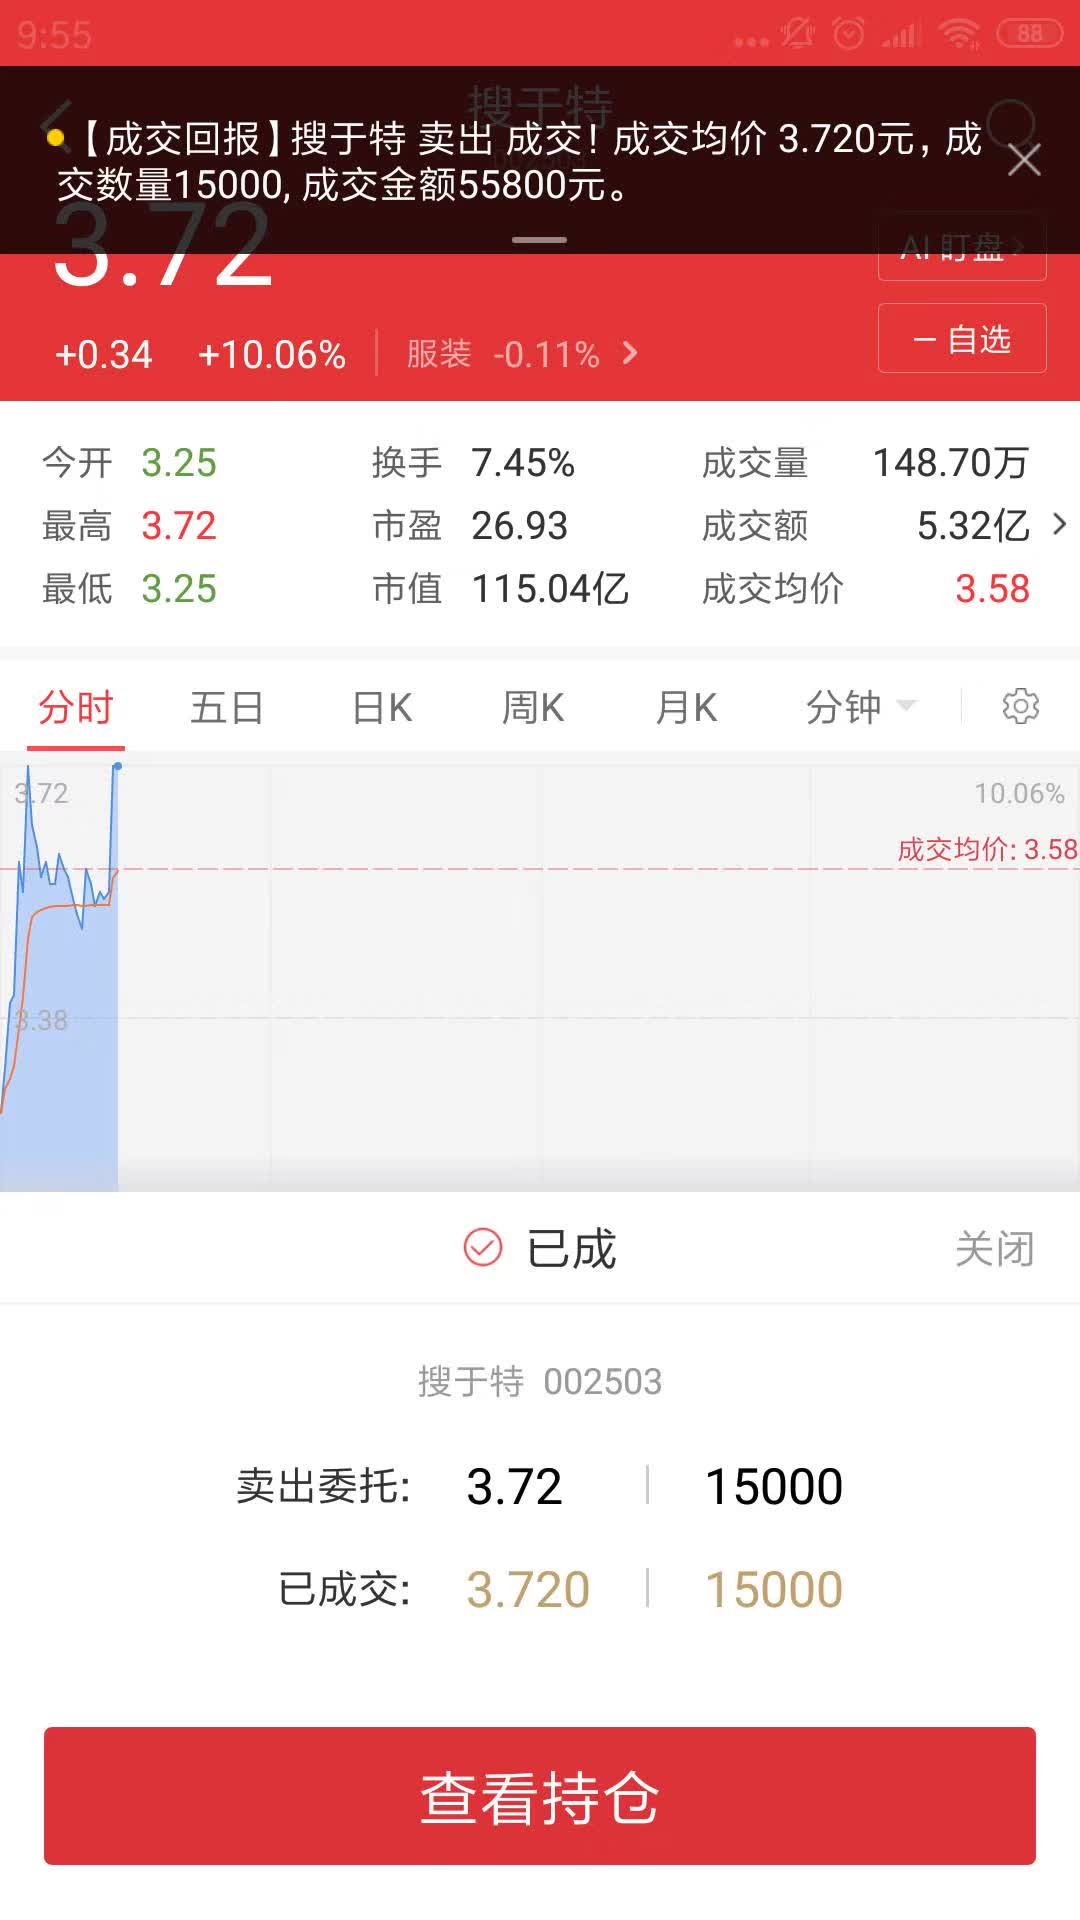 9:55
88
搜于特
【成交回报】搜于特 卖出 成交！成交均价 3.720元，成
交数量15000, 成交金额55800元。
3.72
AI 盯盘
+0.34 +10.06% 服装 -0.11%
一 自选
今开 3.25 换手 7.45% 成交量 148.70万
最高 3.72 市盈 26.93 成交额 5.32亿
最低 3.25 市值 115.04亿 成交均价 3.58
分时 五日 日K 周K 月K 分钟
3.72 10.06%
成交均价: 3.58
3.38
已成 关闭
搜于特 002503
卖出委托: 3.72 15000
已成交: 3.720 15000
查看持仓